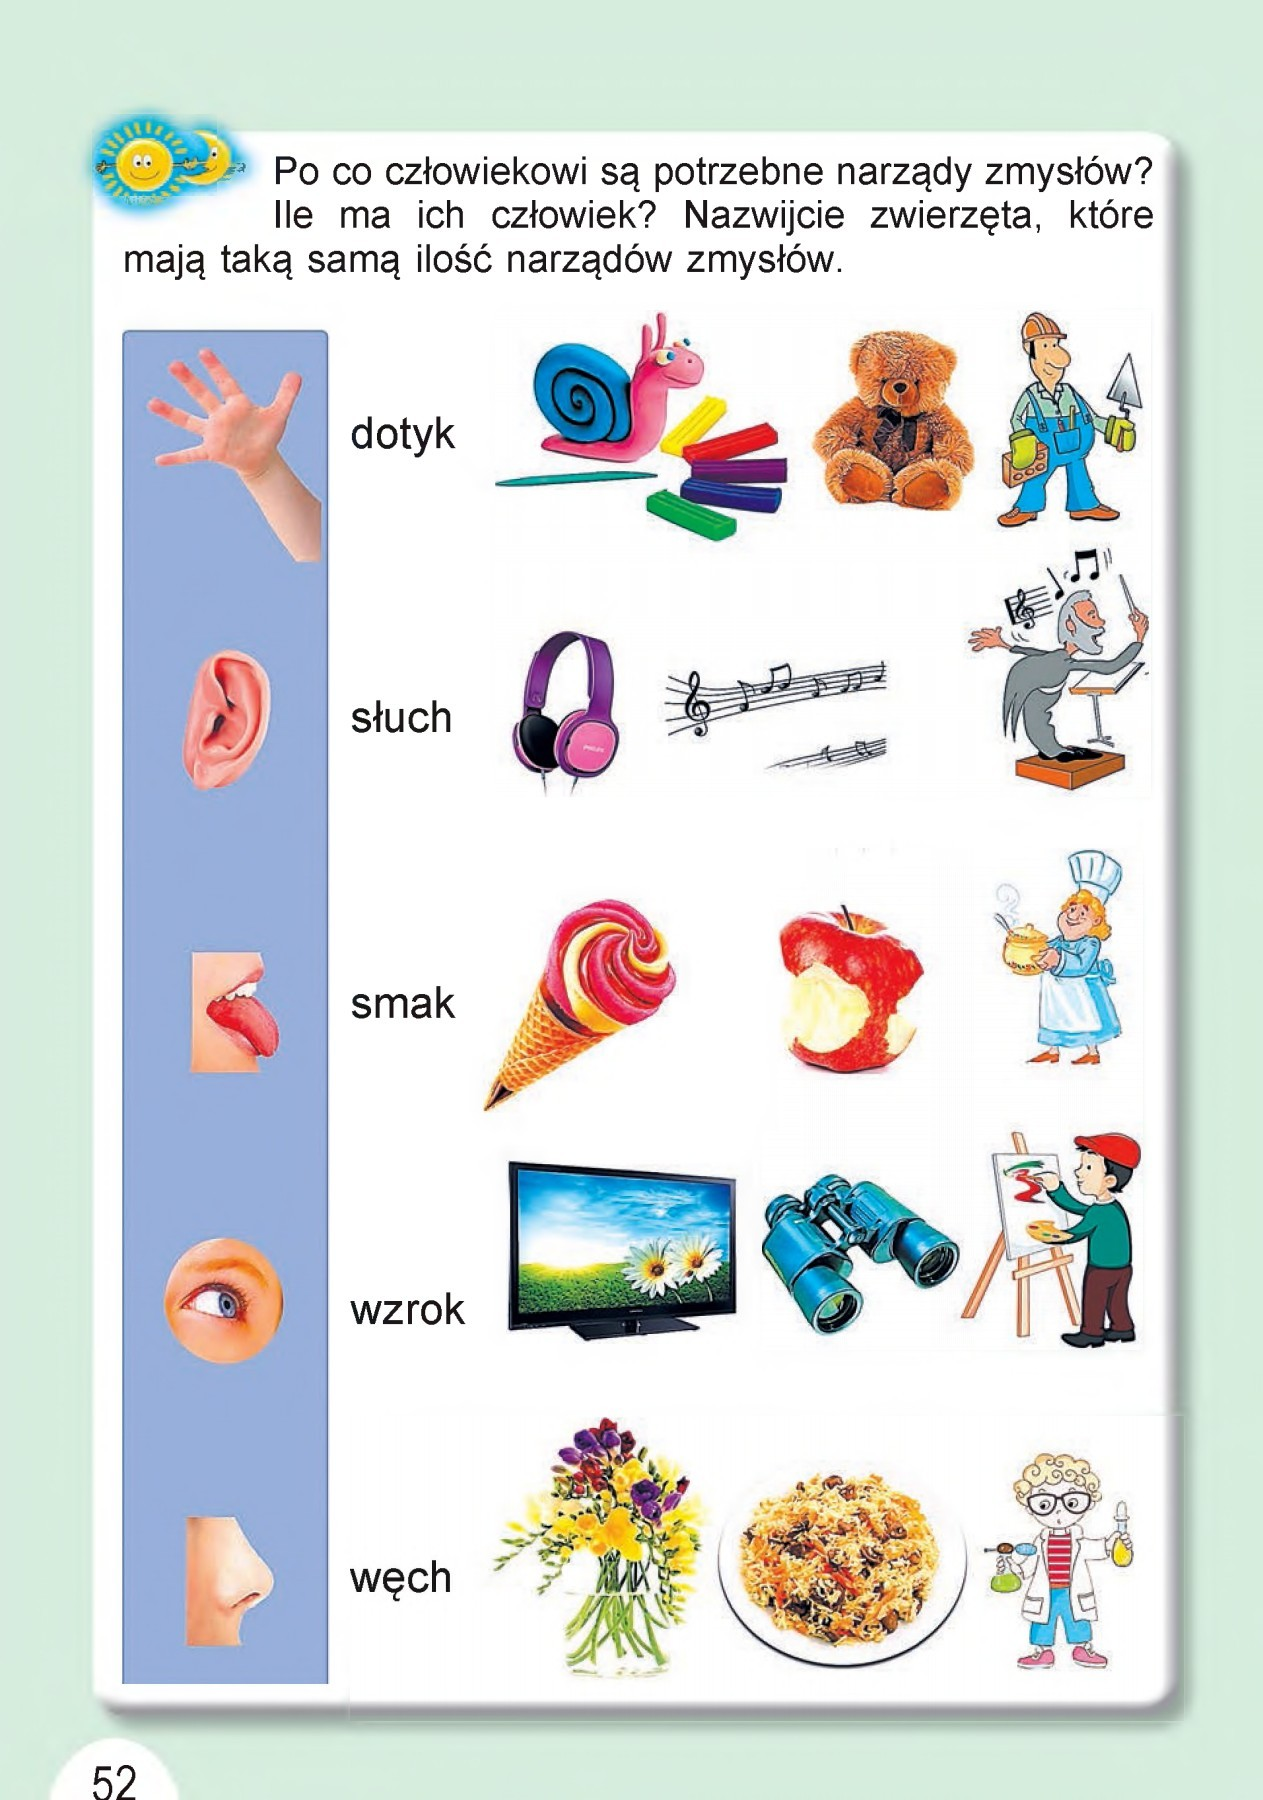 Po co człowiekowi są potrzebne narządy zmysłów?
Ile ma ich człowiek? Nazwijcie zwierzęta, które
mają taką samą ilość narządów zmysłów.
dotyk
słuch
smak
wzrok
węch
52